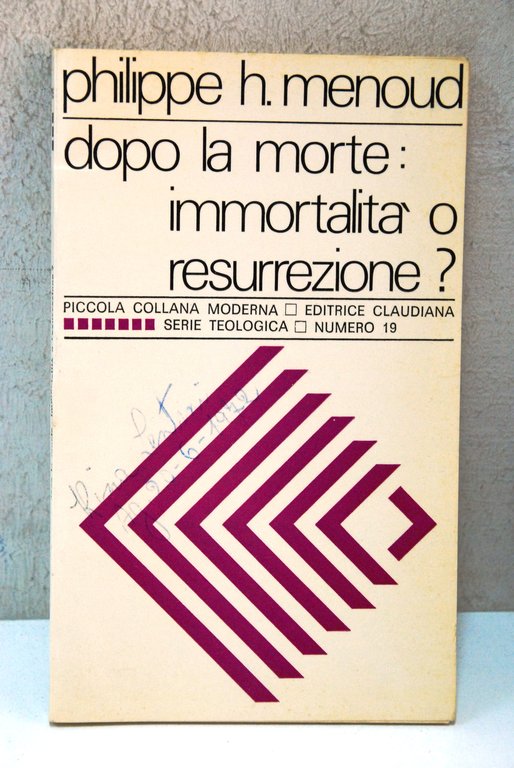 philippe h. menoud
dopo la morte:
immortalita` o
resurrezione?
PICCOLA COLLANA MODERNA □ EDITRICE CLAUDIANA
■■■■■■■ SERIE TEOLOGICA □ NUMERO 19